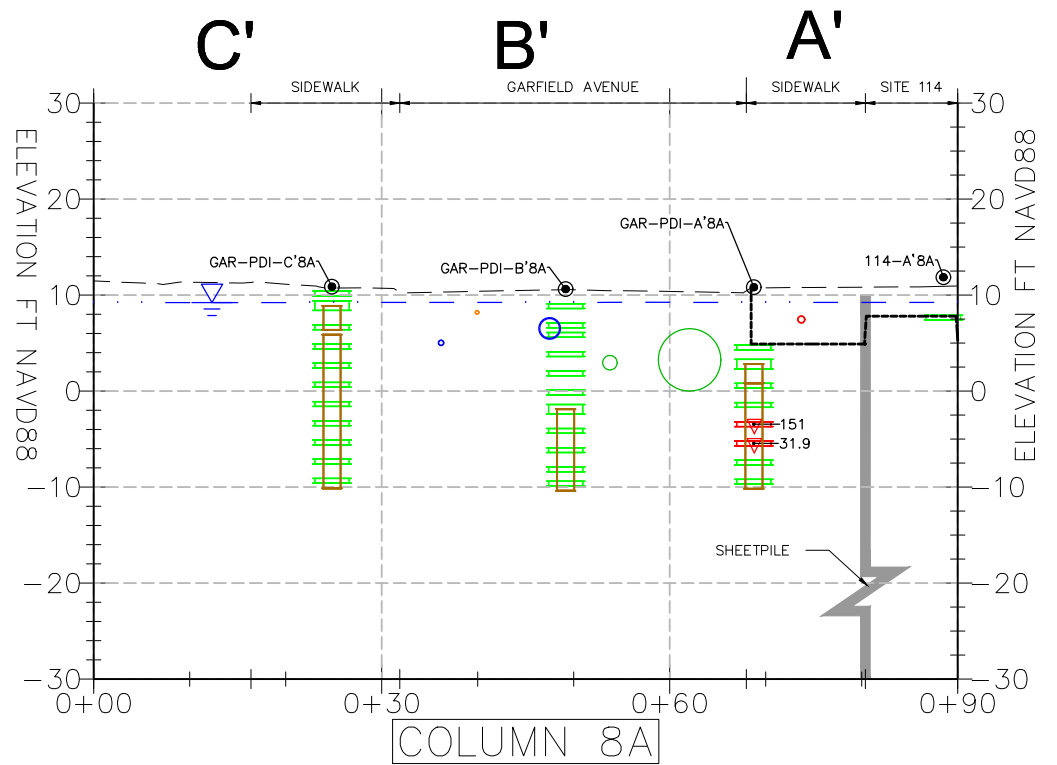 C' B' A'
SIDEWALK GARFIELD AVENUE SIDEWALK SITE 114
30 30
20 20
GAR-PDI-A'8A
GAR-PDI-C'8A GAR-PDI-B'8A 114-A'8A
10 10
0 0
151
31.9
-10 -10
SHEETPILE
-20 -20
-30 -30
ELEVATION FT NAVD88
ELEVATION FT NAVD88
0+00 0+30 0+60 0+90
COLUMN 8A